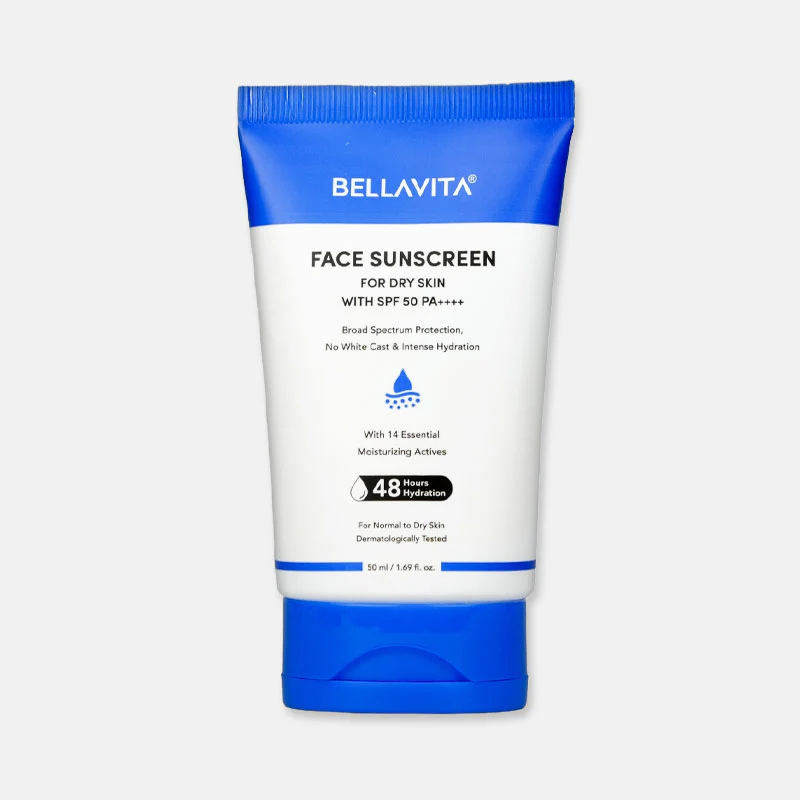 BELLAVITA®
FACE SUNSCREEN
FOR DRY SKIN
WITH SPF 50 PA++++
Broad Spectrum Protection,
No White Cast & Intense Hydration
With 14 Essential
Moisturizing Actives
48 Hours
Hydration
For Normal to Dry Skin
Dermatologically Tested
50 ml / 1.69 fl. oz.